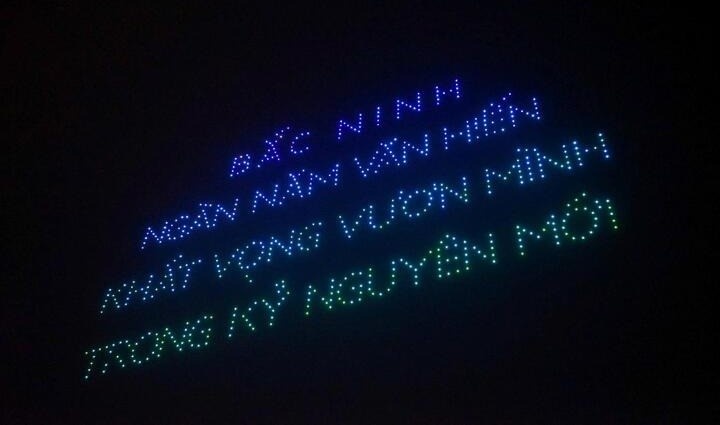 BẮC NINH
NGÀN NĂM VĂN HIẾN
KHÁT VỌNG VƯƠN MÌNH
TRONG KỶ NGUYÊN MỚI